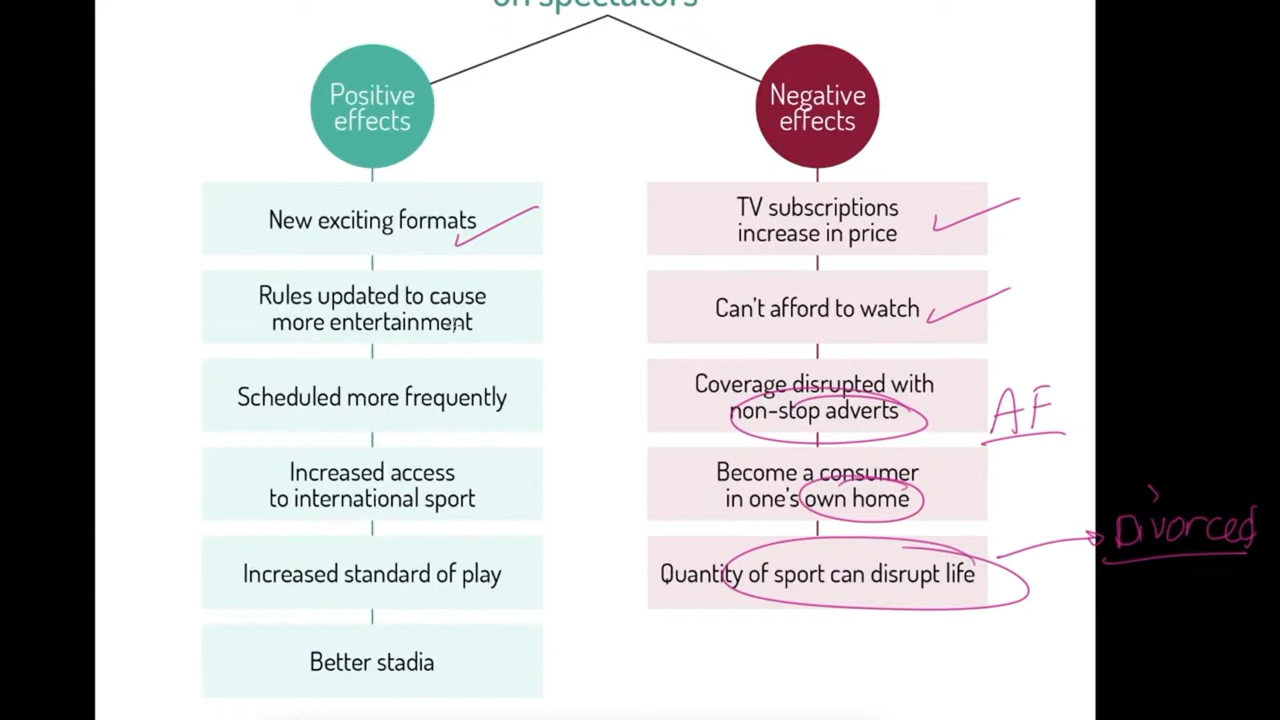 on spectators
Positive
effects
New exciting formats
Rules updated to cause
more entertainment
Scheduled more frequently
Increased access
to international sport
Increased standard of play
Better stadia
Negative
effects
TV subscriptions
increase in price
Can't afford to watch
Coverage disrupted with
non-stop adverts
AF
Become a consumer
in one's own home
Quantity of sport can disrupt life
Divorced